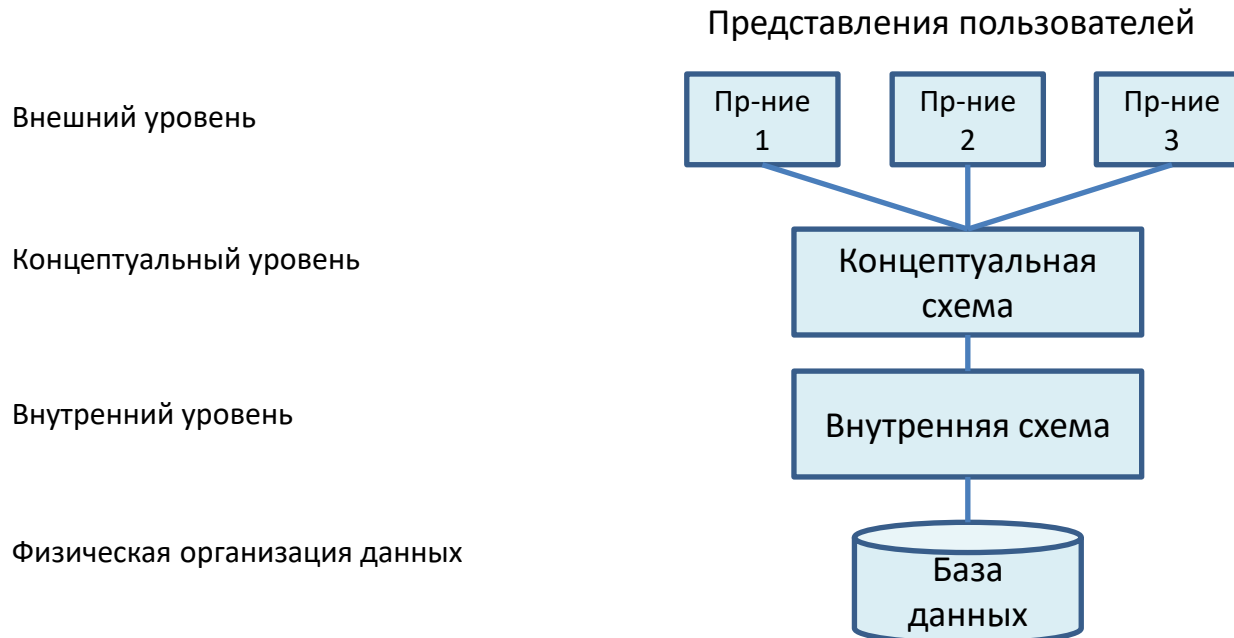 Представления пользователей
Внешний уровень
Пр-ние
1
Пр-ние
2
Пр-ние
3
Концептуальный уровень
Концептуальная
схема
Внутренний уровень
Внутренняя схема
Физическая организация данных
База
данных